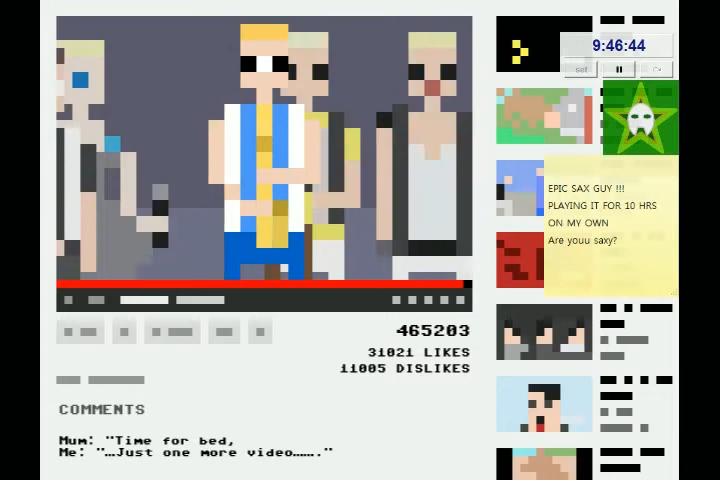 9:46:44
set
EPIC SAX GUY !!!
PLAYING IT FOR 10 HRS
ON MY OWN
Are youu saxy?
465203
31021 LIKES
11005 DISLIKES
COMMENTS
Mum: "Time for bed,
Me: "…Just one more video……."